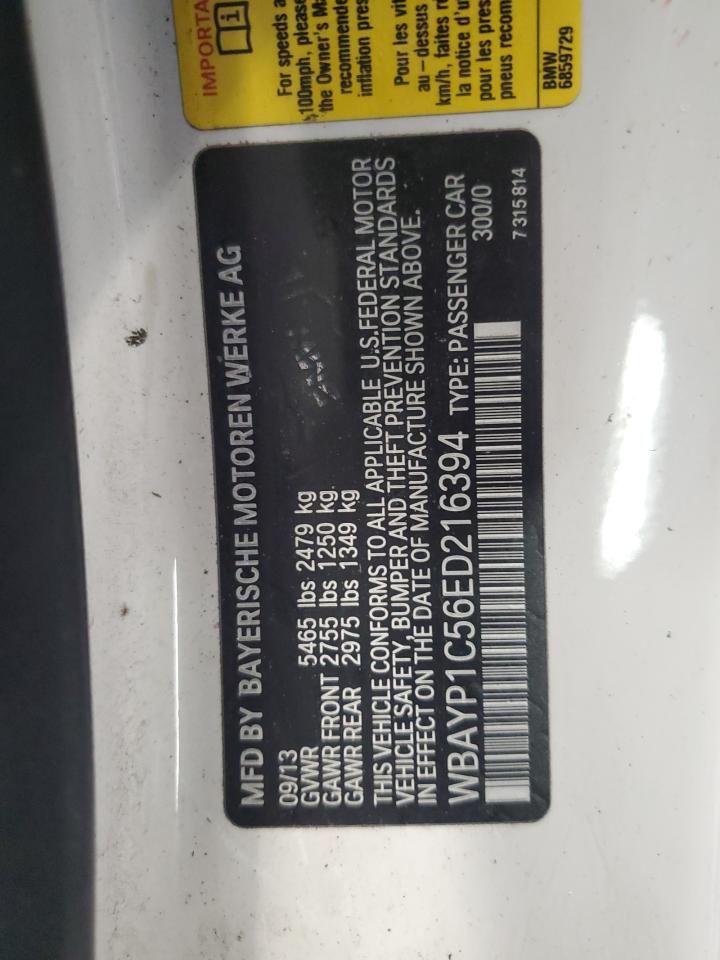 MFD BY BAYERISCHE MOTOREN WERKE AG
09/13
GVWR 5465 lbs 2479 kg
GAWR FRONT 2755 lbs 1250 kg
GAWR REAR 2975 lbs 1349 kg
THIS VEHICLE CONFORMS TO ALL APPLICABLE U.S.FEDERAL MOTOR
VEHICLE SAFETY, BUMPER AND THEFT PREVENTION STANDARDS
IN EFFECT ON THE DATE OF MANUFACTURE SHOWN ABOVE.
WBAYP1C56ED216394 TYPE: PASSENGER CAR
300/0
7 315 814
IMPORTA
For speeds a
100mph, please
the Owner's Ma
recommende
inflation pres
Pour les vit
au-dessus
km/h, faites r
la notice d'u
pour les pres
pneus recom
BMW
6859729